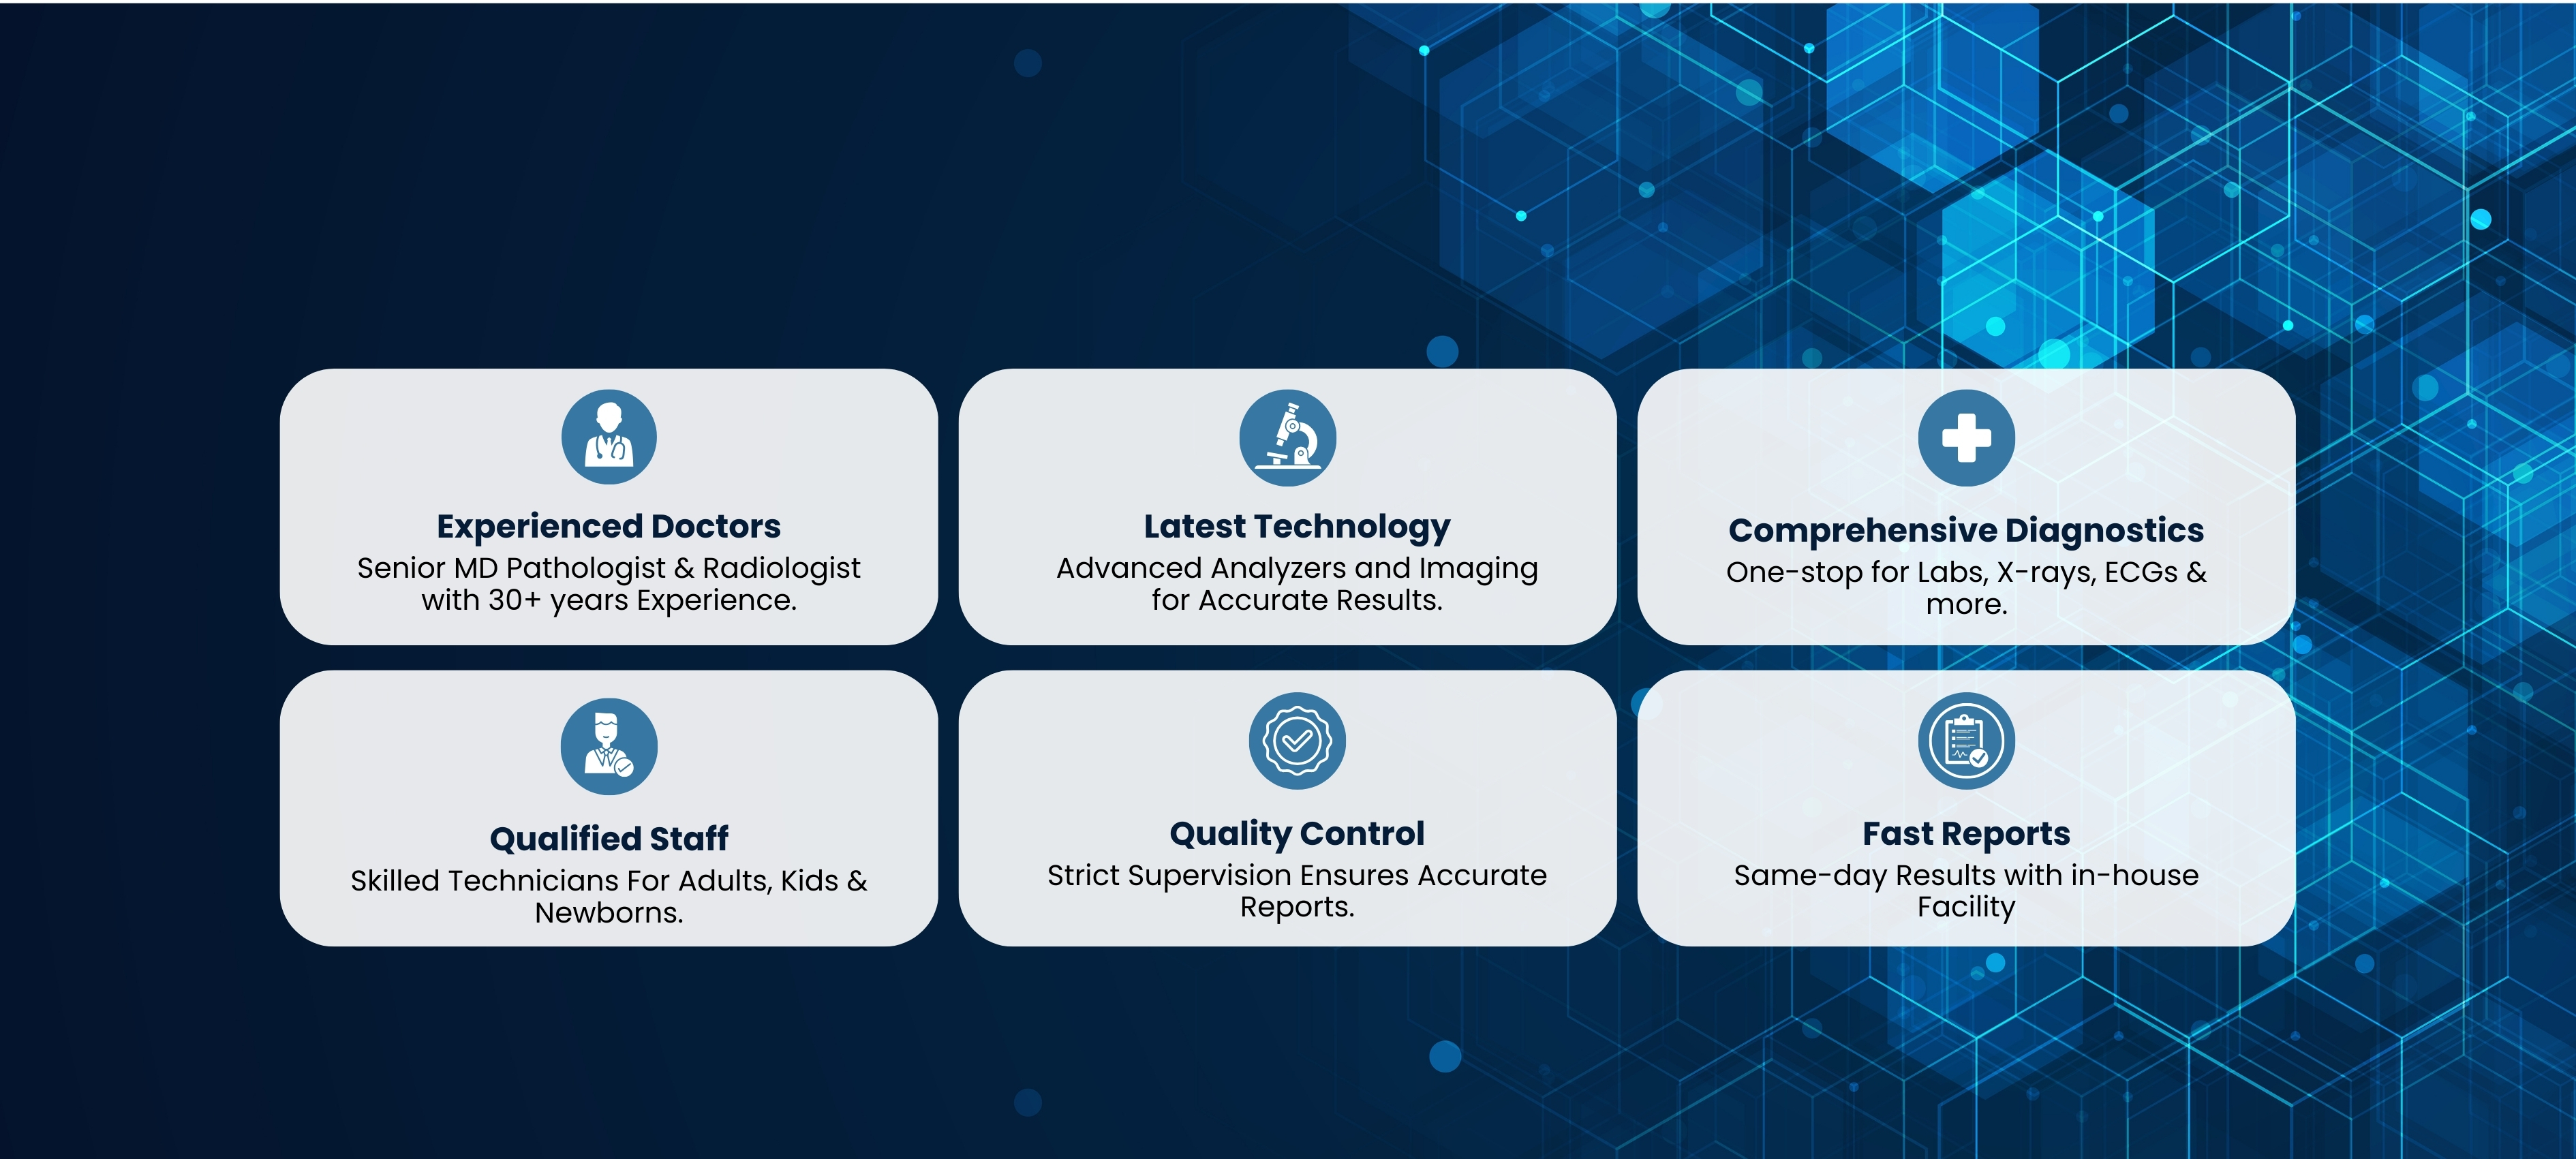 Experienced Doctors
Senior MD Pathologist & Radiologist
with 30+ years Experience.
Latest Technology
Advanced Analyzers and Imaging
for Accurate Results.
Comprehensive Diagnostics
One-stop for Labs, X-rays, ECGs &
more.
Qualified Staff
Skilled Technicians For Adults, Kids &
Newborns.
Quality Control
Strict Supervision Ensures Accurate
Reports.
Fast Reports
Same-day Results with in-house
Facility